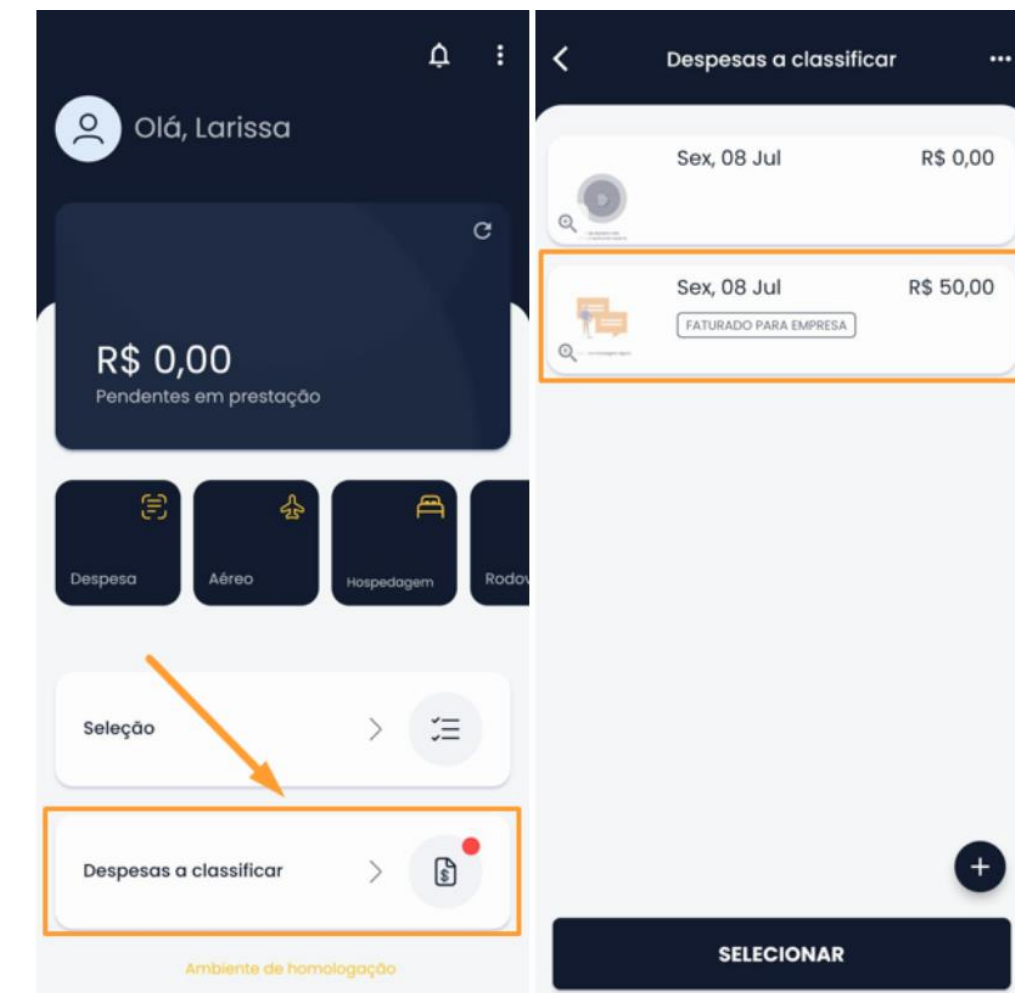 Olá, Larissa
R$ 0,00
Pendentes em prestação
Despesa
Aéreo
Hospedagem
Rodov
Seleção
Despesas a classificar
Ambiente de homologação
Despesas a classificar
Sex, 08 Jul
R$ 0,00
Sex, 08 Jul
R$ 50,00
FATURADO PARA EMPRESA
SELECIONAR